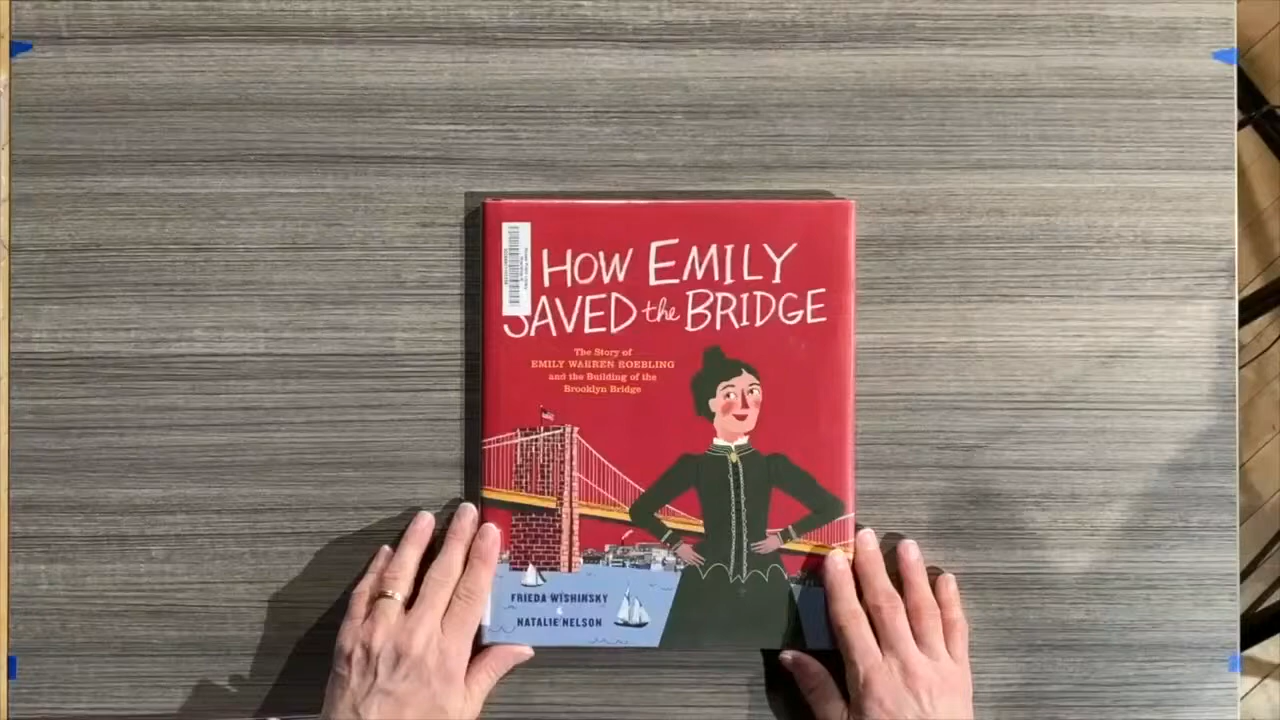 HOW EMILY
SAVED the BRIDGE
The Story of
EMILY WARREN ROEBLING
and the Building of the
Brooklyn Bridge
FRIEDA WISHINSKY
&
NATALIE NELSON